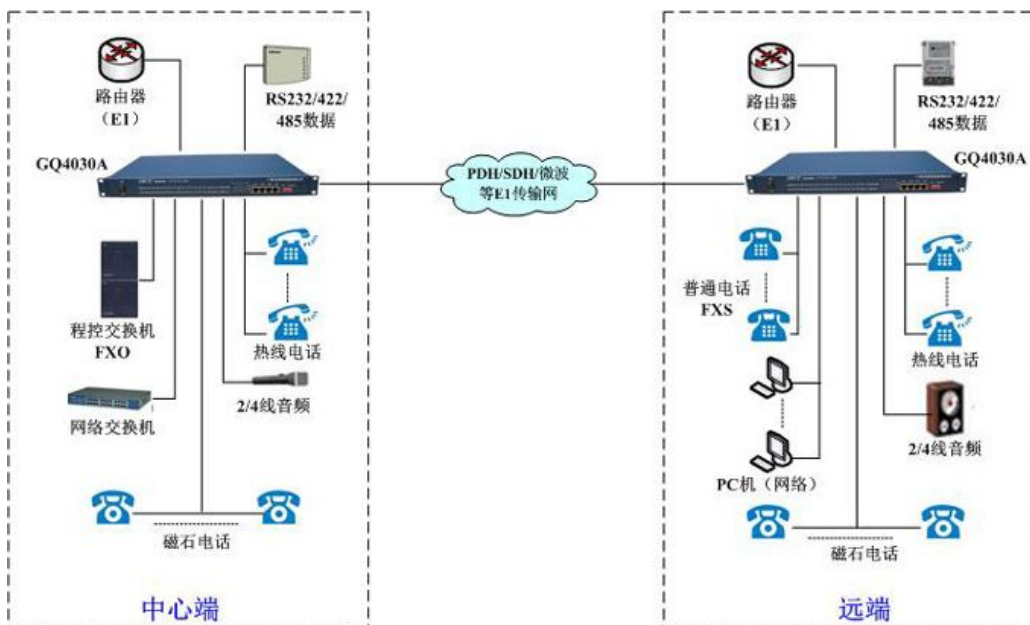 路由器
（E1）
RS232/422/
485数据
GQ4030A
程控交换机
FXO
热线电话
网络交换机
2/4线音频
磁石电话
中心端
PDH/SDH/微波
等E1传输网
路由器
（E1）
RS232/422/
485数据
GQ4030A
普通电话
FXS
热线电话
2/4线音频
PC机（网络）
磁石电话
远端